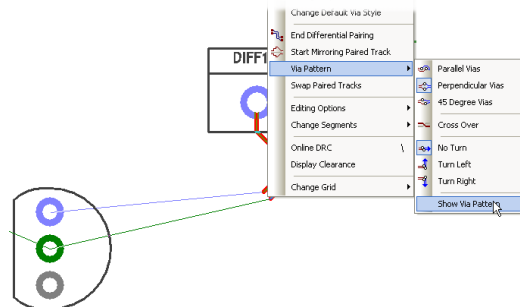 Change Default Via Style
End Differential Pairing
Start Mirroring Paired Track
Via Pattern
Swap Paired Tracks
Editing Options
Change Segments
Online DRC \
Display Clearance
Change Grid
Parallel Vias
Perpendicular Vias
45 Degree Vias
Cross Over
No Turn
Turn Left
Turn Right
Show Via Pattern
DIFF1